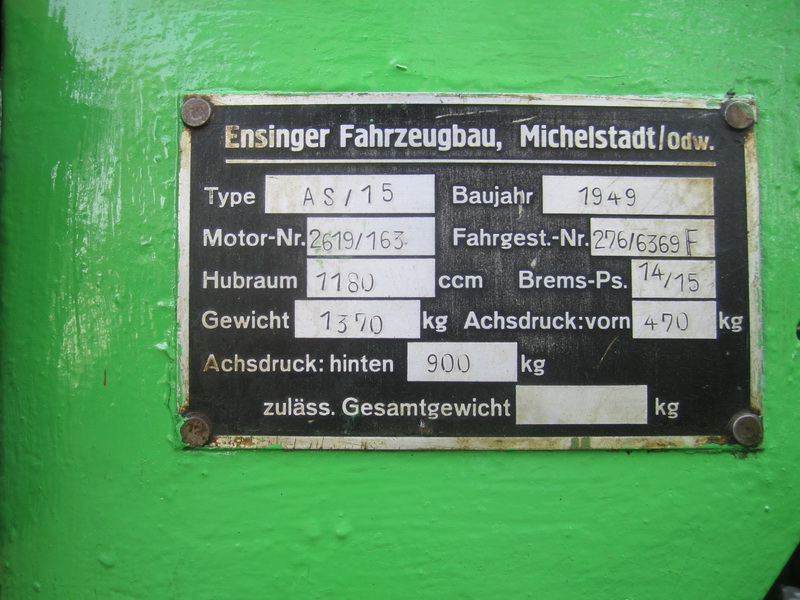 Ensinger Fahrzeugbau, Michelstadt/Odw.
Type AS/15 Baujahr 1949
Motor-Nr. 2619/163 Fahrgest.-Nr. 276/6369F
Hubraum 1180 ccm Brems-Ps. 14/15
Gewicht 1370 kg Achsdruck: vorn 470 kg
Achsdruck: hinten 900 kg
zuläss. Gesamtgewicht kg